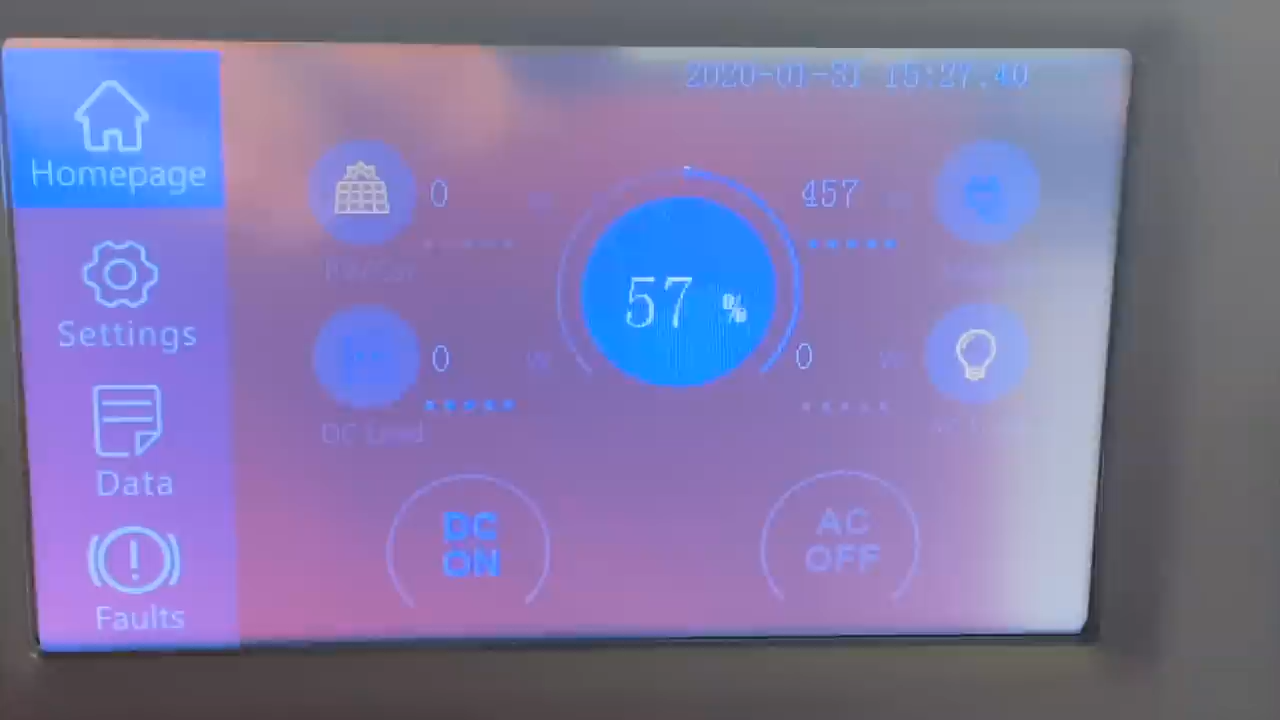 2020-01-31 15:27:40
Homepage
0
457
57 %
Settings
0 W
0 W
DC Load
Data
DC
ON
AC
OFF
Faults